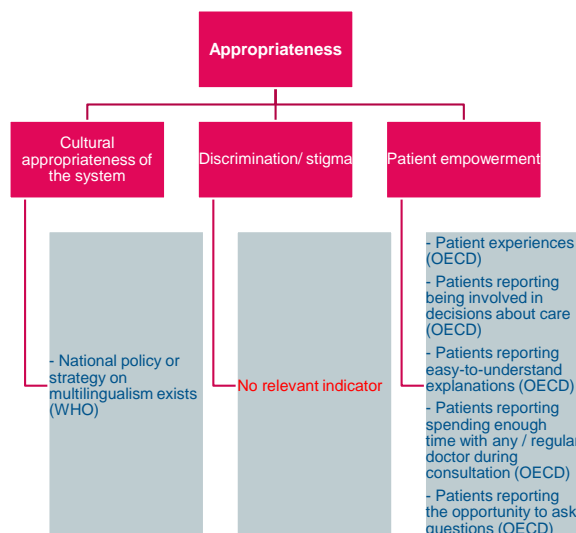 Appropriateness
Cultural
appropriateness of
the system
Discrimination/ stigma
Patient empowerment
- National policy or
strategy on
multilingualism exists
(WHO)
No relevant indicator
- Patient experiences
(OECD)
- Patients reporting
being involved in
decisions about care
(OECD)
- Patients reporting
easy-to-understand
explanations (OECD)
- Patients reporting
spending enough
time with any / regular
doctor during
consultation (OECD)
- Patients reporting
the opportunity to ask
questions (OECD)